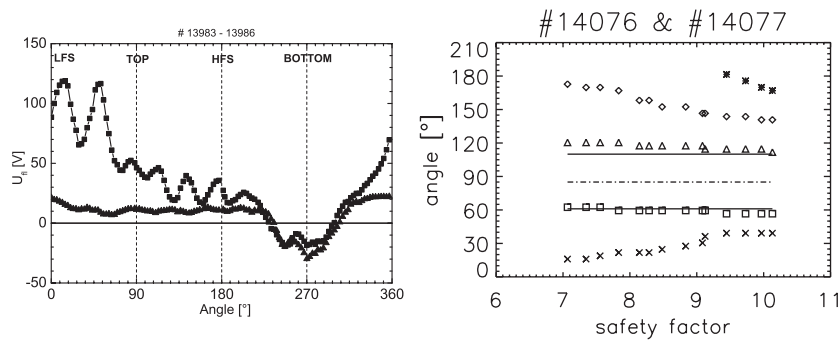 # 13983 - 13986
150
100
50
0
-50
U_fl [V]
LFS
TOP
HFS
BOTTOM
0
90
180
270
360
Angle [°]
#14076 & #14077
210
180
150
120
90
60
30
0
angle [°]
6
7
8
9
10
11
safety factor